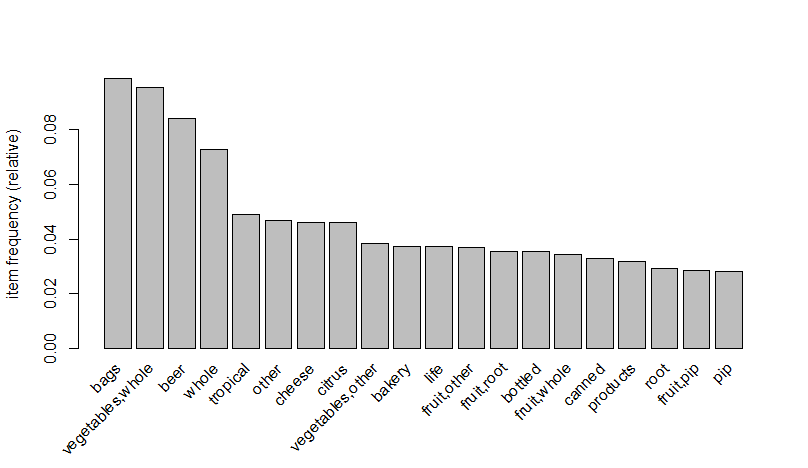 item frequency (relative)
0.00
0.02
0.04
0.06
0.08
bags
vegetables,whole
beer
whole
tropical
other
cheese
citrus
vegetables,other
bakery
life
fruit,other
fruit,root
bottled
fruit,whole
canned
products
root
fruit,pip
pip